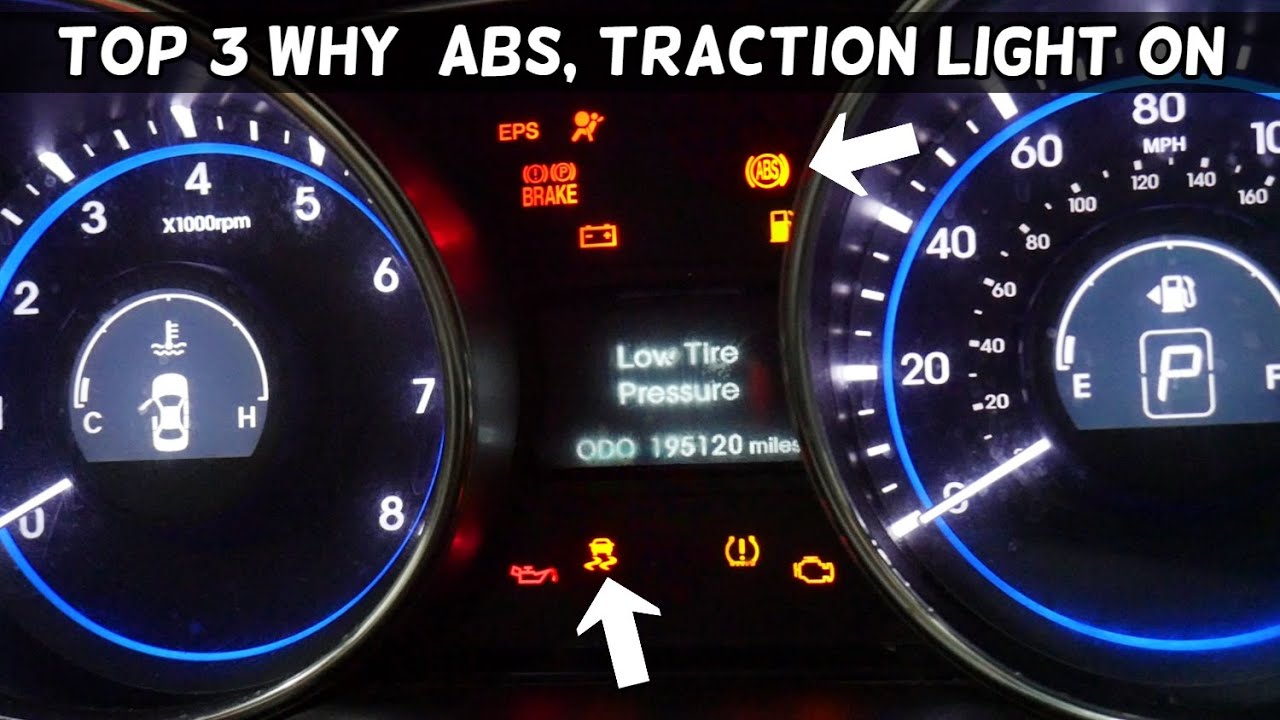 TOP 3 WHY ABS, TRACTION LIGHT ON
EPS
BRAKE
P
ABS
X1000rpm
0
2
3
4
5
6
7
8
C
H
Low Tire
Pressure
ODO 195120 miles
MPH
0
20
40
60
80
20
40
60
80
100
120
140
160
E
F
P